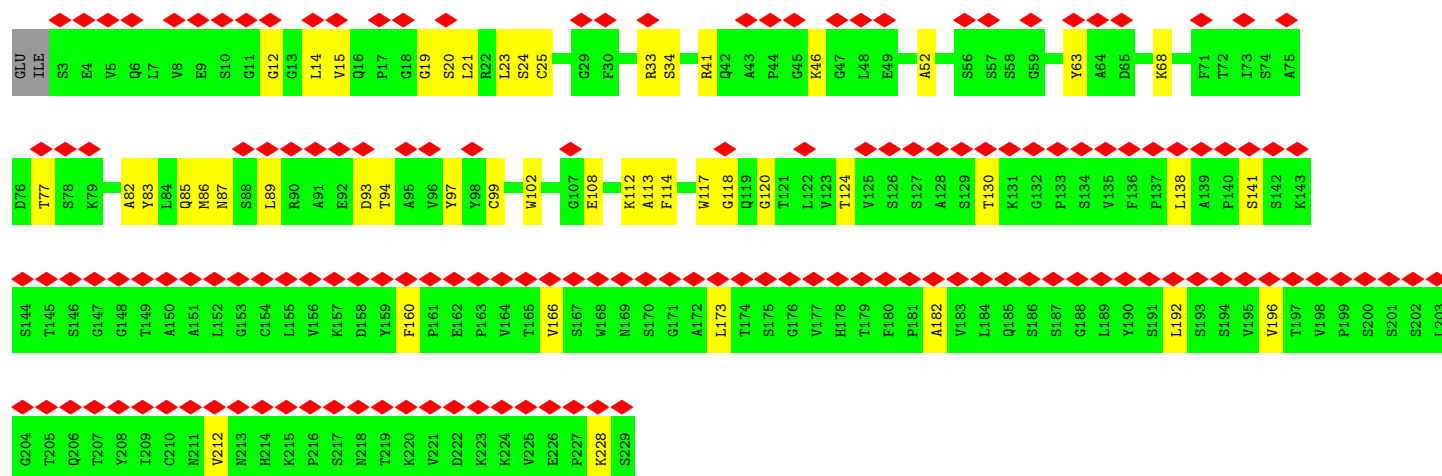 GLU ILE S3 E4 V5 Q6 L7 V8 E9 S10 G11 G12 G13 L14 V15 Q16 P17 G18 G19 S20 L21 R22 L23 S24 C25 G29 F30 R33 S34 R41 Q42 A43 P44 G45 K46 G47 L48 E49 A52 S56 S57 S58 G59 Y63 A64 D65 K68 F71 T72 I73 S74 A75
D76 T77 S78 K79 A82 Y83 L84 Q85 M86 N87 S88 L89 R90 A91 E92 D93 T94 A95 V96 Y97 Y98 C99 W102 G107 E108 K112 A113 F114 W117 G118 Q119 G120 T121 L122 V123 T124 V125 S126 S127 A128 S129 T130 K131 G132 P133 S134 V135 F136 P137 L138 A139 P140 S141 S142 K143
S144 T145 S146 G147 G148 T149 A150 A151 L152 G153 C154 L155 V156 K157 D158 Y159 F160 P161 E162 P163 V164 T165 V166 S167 W168 N169 S170 G171 A172 L173 T174 S175 G176 V177 H178 T179 F180 P181 A182 V183 L184 Q185 S186 S187 G188 L189 Y190 S191 L192 S193 S194 V195 V196 T197 V198 P199 S200 S201 S202 L203
G204 T205 Q206 T207 Y208 I209 C210 N211 V212 N213 H214 K215 P216 S217 N218 T219 K220 V221 D222 K223 K224 V225 E226 P227 K228 S229